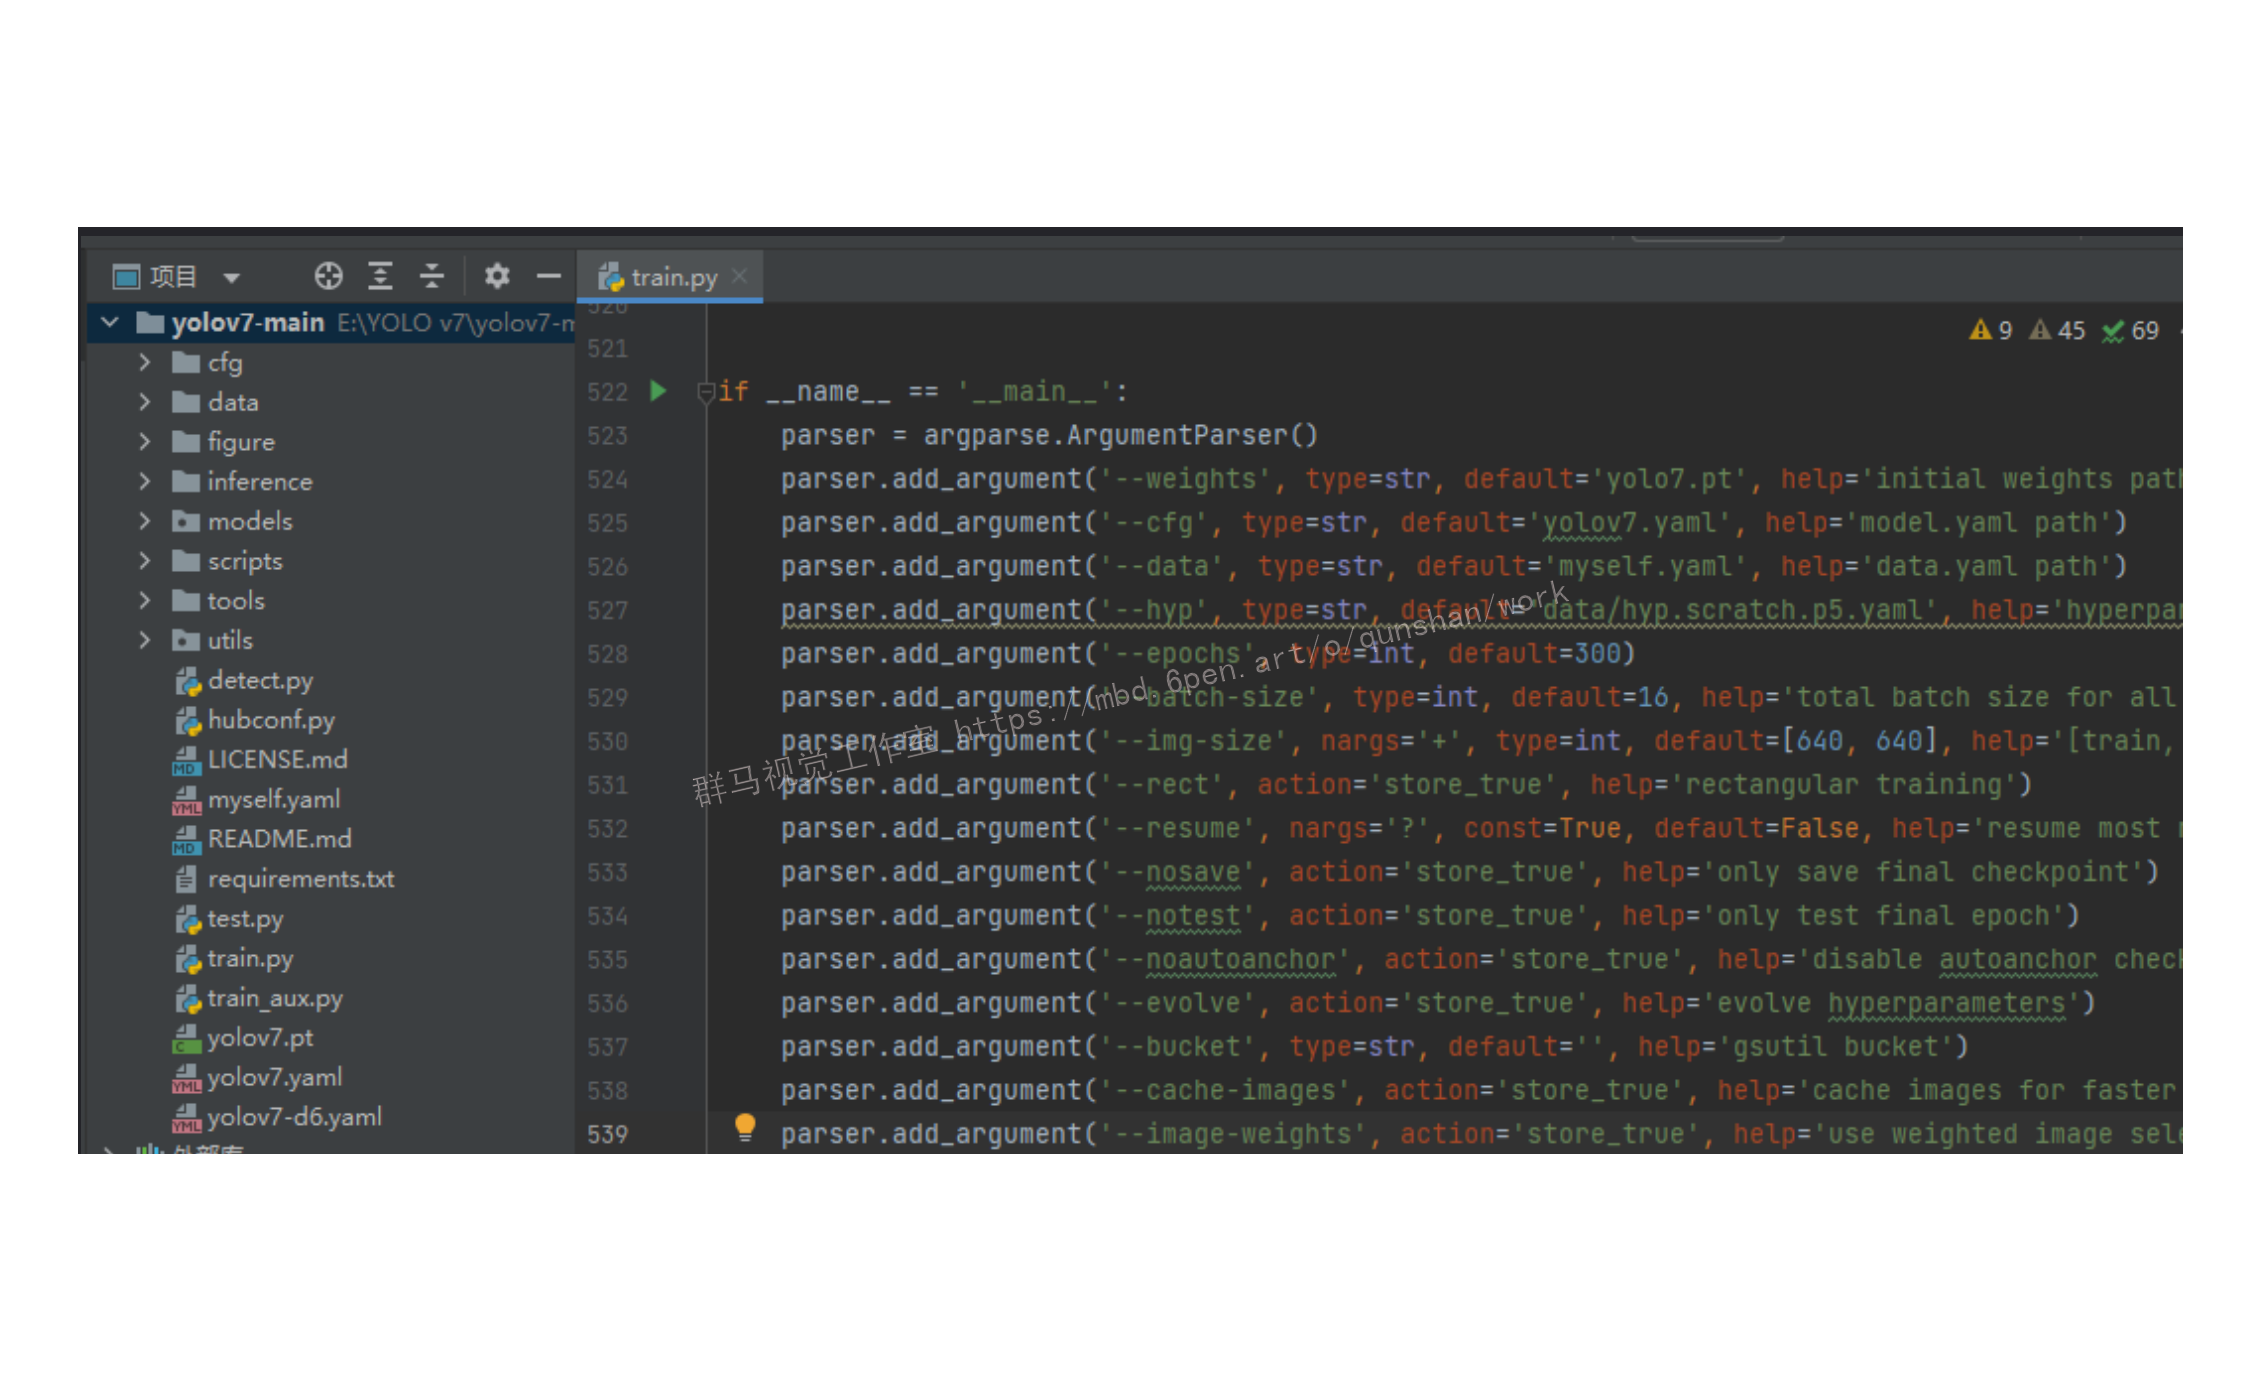 项目
train.py
yolov7-main E:\YOLO v7\yolov7-m
cfg
data
figure
inference
models
scripts
tools
utils
detect.py
hubconf.py
LICENSE.md
myself.yaml
README.md
requirements.txt
test.py
train.py
train_aux.py
yolov7.pt
yolov7.yaml
yolov7-d6.yaml
外部库
9 45 69
520
521
522 if __name__ == '__main__':
523 parser = argparse.ArgumentParser()
524 parser.add_argument('--weights', type=str, default='yolo7.pt', help='initial weights path
525 parser.add_argument('--cfg', type=str, default='yolov7.yaml', help='model.yaml path')
526 parser.add_argument('--data', type=str, default='myself.yaml', help='data.yaml path')
527 parser.add_argument('--hyp', type=str, default='data/hyp.scratch.p5.yaml', help='hyperpa
528 parser.add_argument('--epochs', type=int, default=300)
529 parser.add_argument('--batch-size', type=int, default=16, help='total batch size for all
530 parser.add_argument('--img-size', nargs='+', type=int, default=[640, 640], help='[train,
531 parser.add_argument('--rect', action='store_true', help='rectangular training')
532 parser.add_argument('--resume', nargs='?', const=True, default=False, help='resume most
533 parser.add_argument('--nosave', action='store_true', help='only save final checkpoint')
534 parser.add_argument('--notest', action='store_true', help='only test final epoch')
535 parser.add_argument('--noautoanchor', action='store_true', help='disable autoanchor chec
536 parser.add_argument('--evolve', action='store_true', help='evolve hyperparameters')
537 parser.add_argument('--bucket', type=str, default='', help='gsutil bucket')
538 parser.add_argument('--cache-images', action='store_true', help='cache images for faster
539 parser.add_argument('--image-weights', action='store_true', help='use weighted image sele
群马视觉工作室 https://mbd.6pen.art/o/qunshan/work